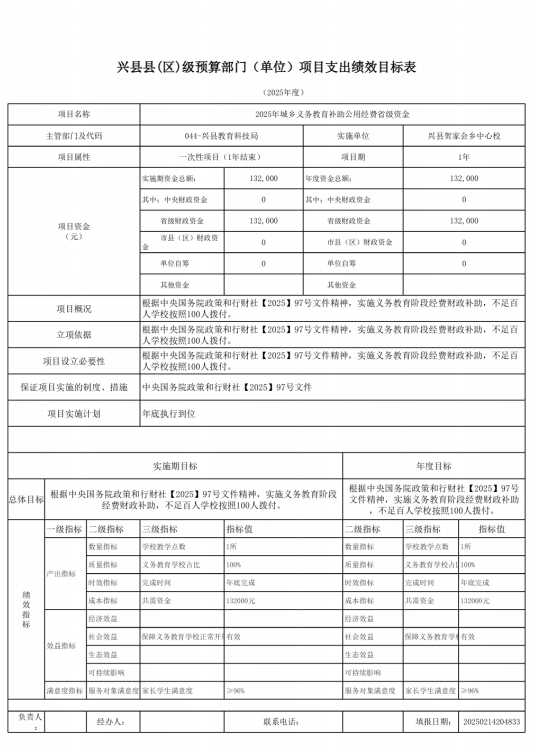 兴县县(区)级预算部门（单位）项目支出绩效目标表
（2025年度）
项目名称 2025年城乡义务教育补助公用经费省级资金
主管部门及代码 044-兴县教育科技局 实施单位 兴县贺家会乡中心校
项目属性 一次性项目（1年结束） 项目期 1年
项目资金
（元）
实施期资金总额： 132,000 年度资金总额： 132,000
其中：中央财政资金 0 其中：中央财政资金 0
省级财政资金 132,000 省级财政资金 132,000
市县（区）财政资金 0 市县（区）财政资金 0
单位自筹 0 单位自筹 0
其他资金 其他资金
项目概况 根据中央国务院政策和行财社【2025】97号文件精神，实施义务教育阶段经费财政补助，不足百
人学校按照100人拨付。
立项依据 根据中央国务院政策和行财社【2025】97号文件精神，实施义务教育阶段经费财政补助，不足百
人学校按照100人拨付。
项目设立必要性 根据中央国务院政策和行财社【2025】97号文件精神，实施义务教育阶段经费财政补助，不足百
人学校按照100人拨付。
保证项目实施的制度、措施 中央国务院政策和行财社【2025】97号文件
项目实施计划 年底执行到位
实施期目标 年度目标
总体目标
根据中央国务院政策和行财社【2025】97号文件精神，实施义务教育阶段
经费财政补助，不足百人学校按照100人拨付。
根据中央国务院政策和行财社【2025】97号
文件精神，实施义务教育阶段经费财政补助
，不足百人学校按照100人拨付。
绩效指标
一级指标 二级指标 三级指标 指标值 二级指标 三级指标 指标值
产出指标
数量指标 学校教学点数 1所 数量指标 学校教学点数 1所
质量指标 义务教育学校占比 100% 质量指标 义务教育学校占比 100%
时效指标 完成时间 年底完成 时效指标 完成时间 年底完成
成本指标 共需资金 132000元 成本指标 共需资金 132000元
效益指标
经济效益 经济效益
社会效益 保障义务教育学校正常开 有效 社会效益 保障义务教育学校 有效
生态效益 生态效益
可持续影响 可持续影响
满意度指标 服务对象满意度 家长学生满意度 ≥96% 服务对象满意度 家长学生满意度 ≥96%
负责人： 经办人： 联系电话： 填报日期： 20250214204833